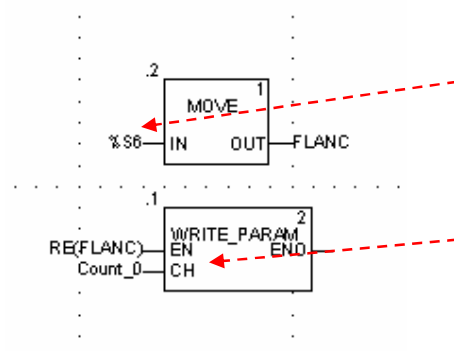 .2
1
MOVE
%S6 IN OUT FLANC
.1
2
WRITE_PARAM
RE(FLANC) EN ENO
Count_0 CH